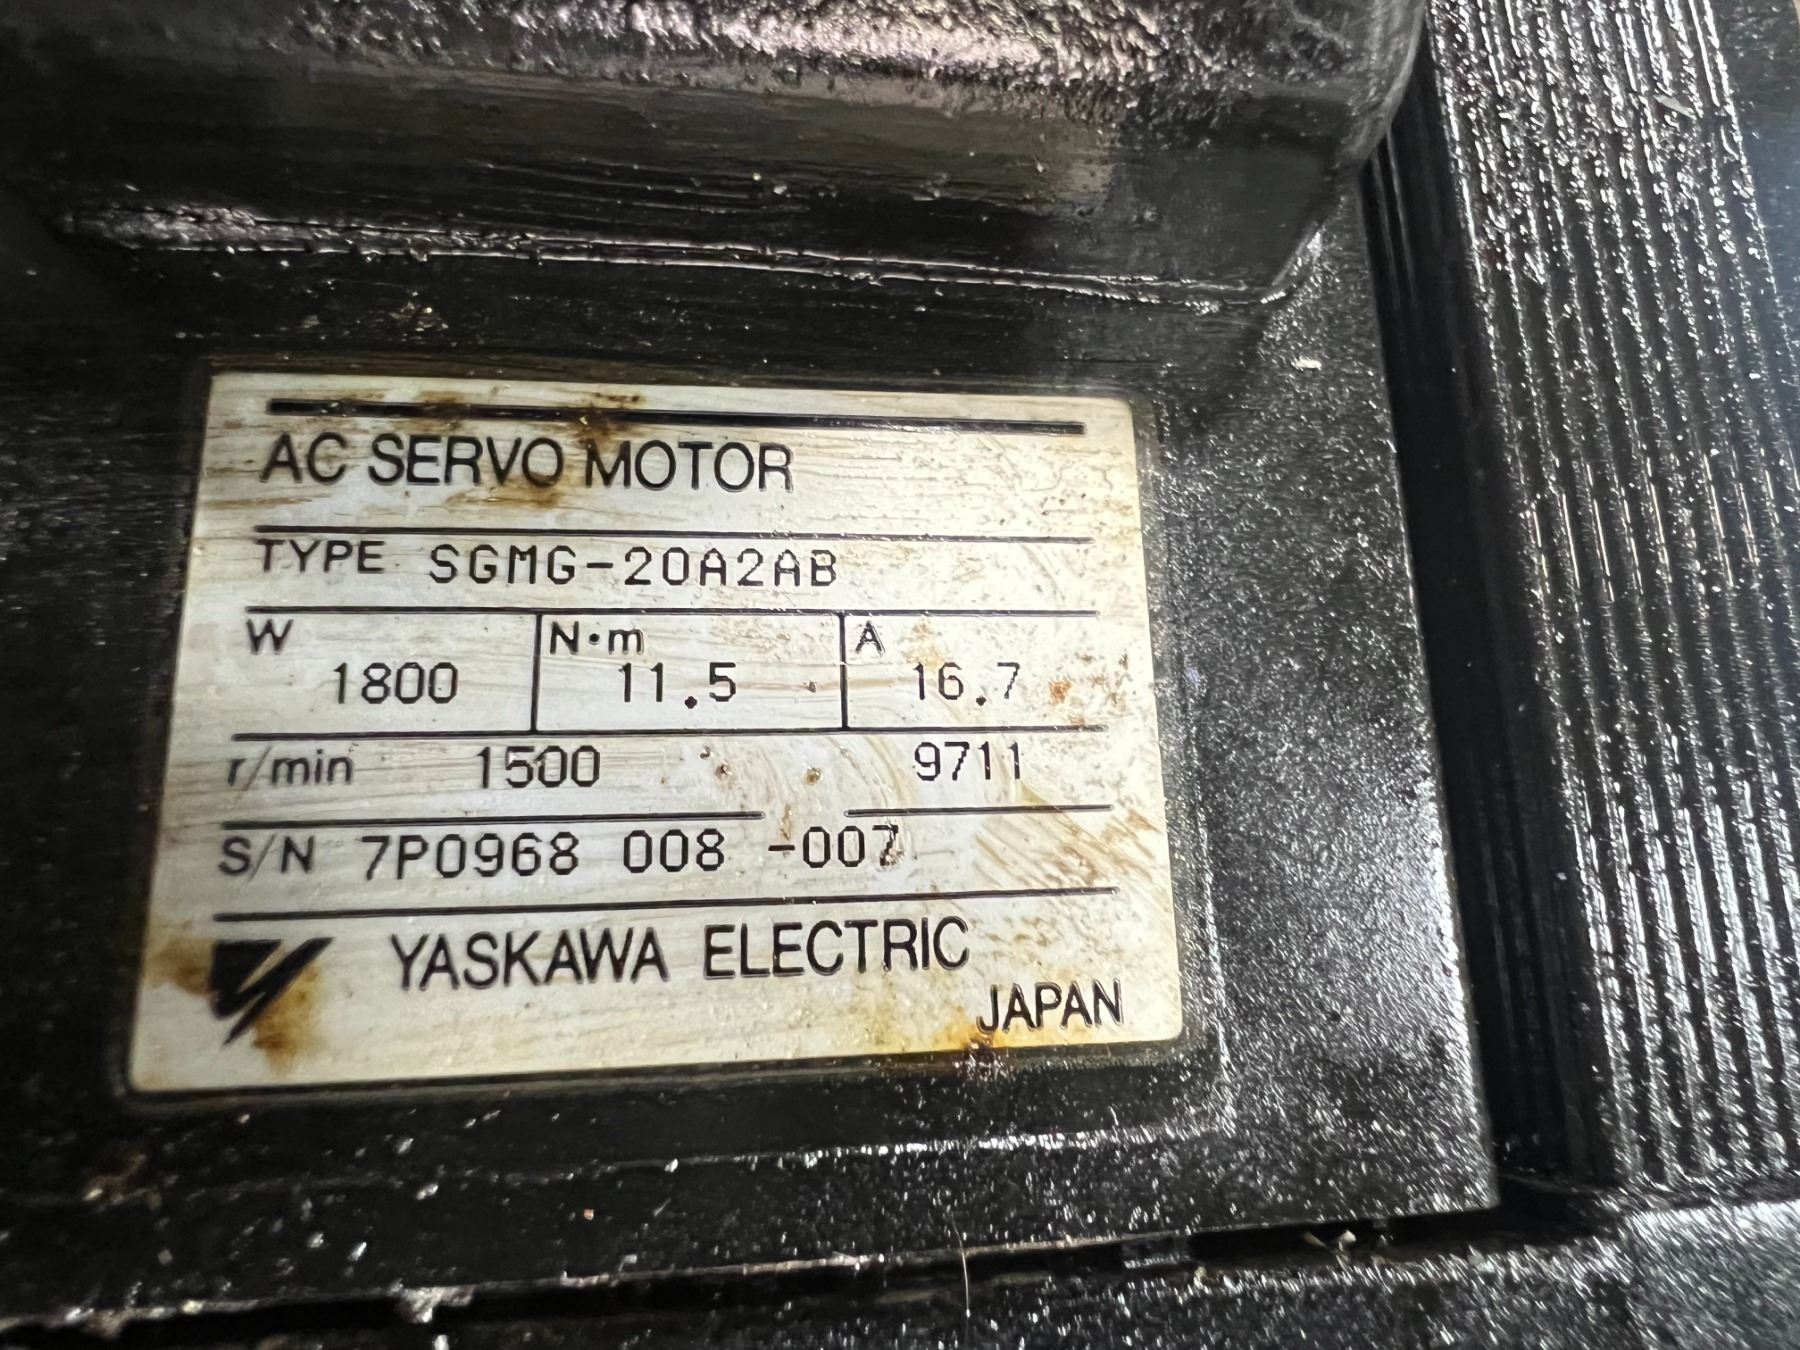 AC SERVO MOTOR
TYPE SGMG-20A2AB
W 1800 N·m 11.5 A 16.7
r/min 1500 9711
S/N 7P0968 008 -007
YASKAWA ELECTRIC
JAPAN